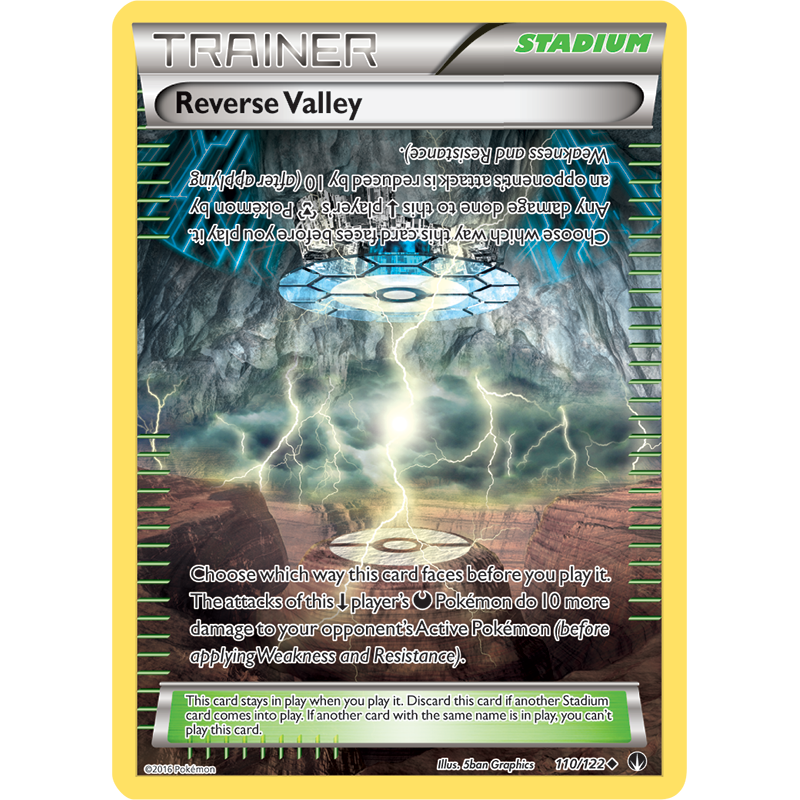 TRAINER
STADIUM
Reverse Valley
Choose which way this card faces before you play it.
Any damage done to this ↓ player's Pokémon by
an opponent's attack is reduced by 10 (after applying
Weakness and Resistance).
Choose which way this card faces before you play it.
The attacks of this ↓ player's Pokémon do 10 more
damage to your opponent's Active Pokémon (before
applying Weakness and Resistance).
This card stays in play when you play it. Discard this card if another Stadium
card comes into play. If another card with the same name is in play, you can't
play this card.
©2016 Pokémon
Illus. 5ban Graphics
110/122